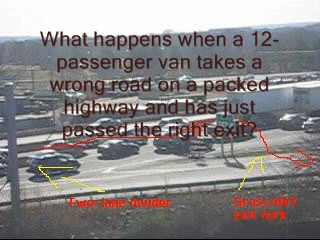 What happens when a 12-
passenger van takes a
wrong road on a packed
highway and has just
passed the right exit?
Two-lane divider
Grass/dirt
exit fork